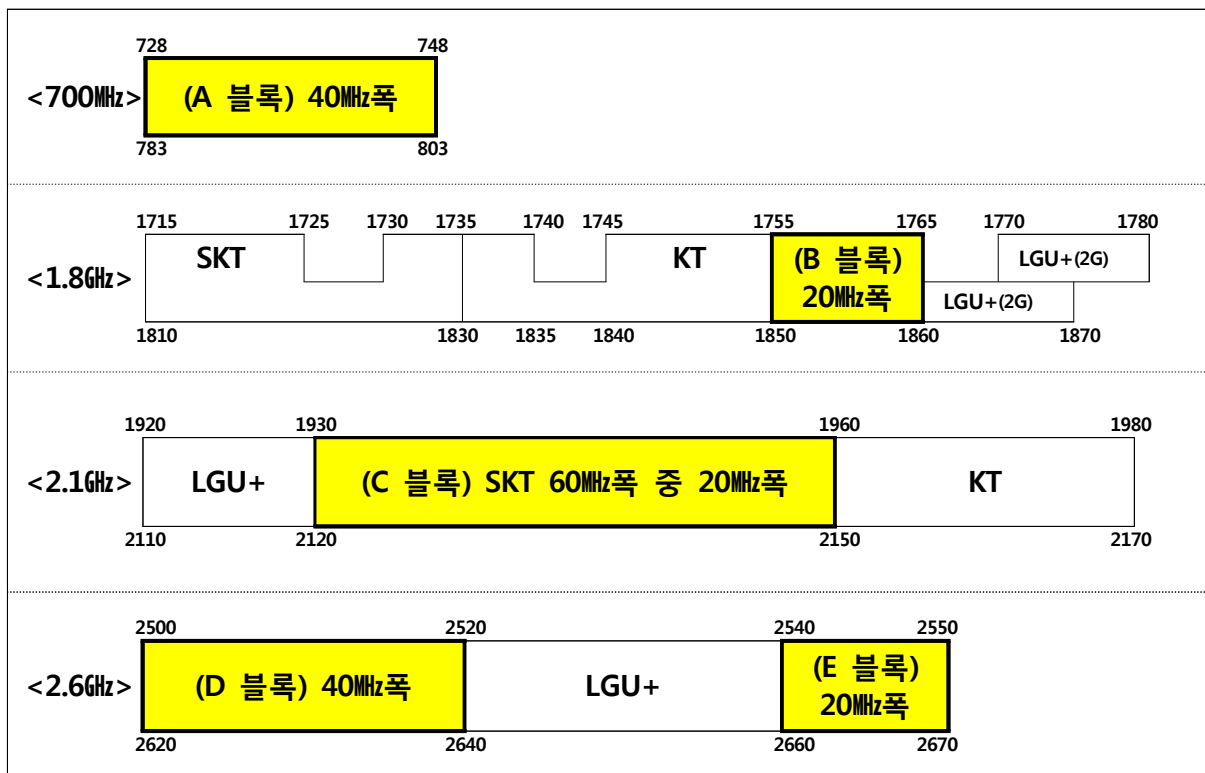 728 748
<700㎒> (A 블록) 40㎒폭
783 803
1715 1725 1730 1735 1740 1745 1755 1765 1770 1780
<1.8㎓> SKT KT (B 블록) LGU+(2G)
20㎒폭 LGU+(2G)
1810 1830 1835 1840 1850 1860 1870
1920 1930 1960 1980
<2.1㎓> LGU+ (C 블록) SKT 60㎒폭 중 20㎒폭 KT
2110 2120 2150 2170
2500 2520 2540 2550
<2.6㎓> (D 블록) 40㎒폭 LGU+ (E 블록)
20㎒폭
2620 2640 2660 2670